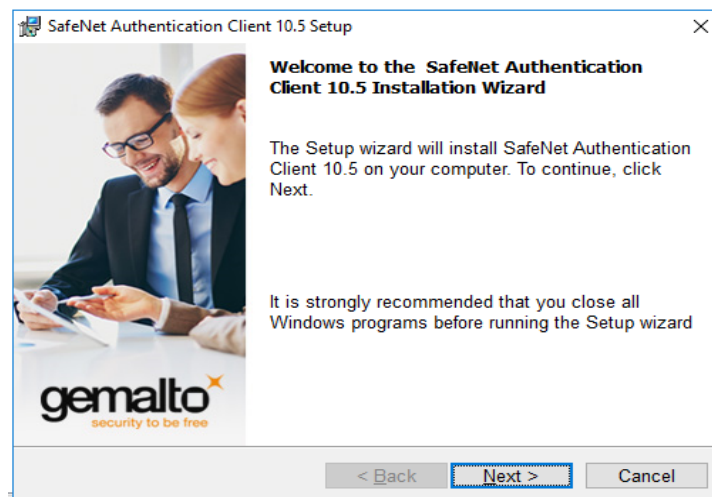 SafeNet Authentication Client 10.5 Setup
Welcome to the SafeNet Authentication
Client 10.5 Installation Wizard
The Setup wizard will install SafeNet Authentication
Client 10.5 on your computer. To continue, click
Next.
It is strongly recommended that you close all
Windows programs before running the Setup wizard
gemalto
security to be free
< Back Next > Cancel